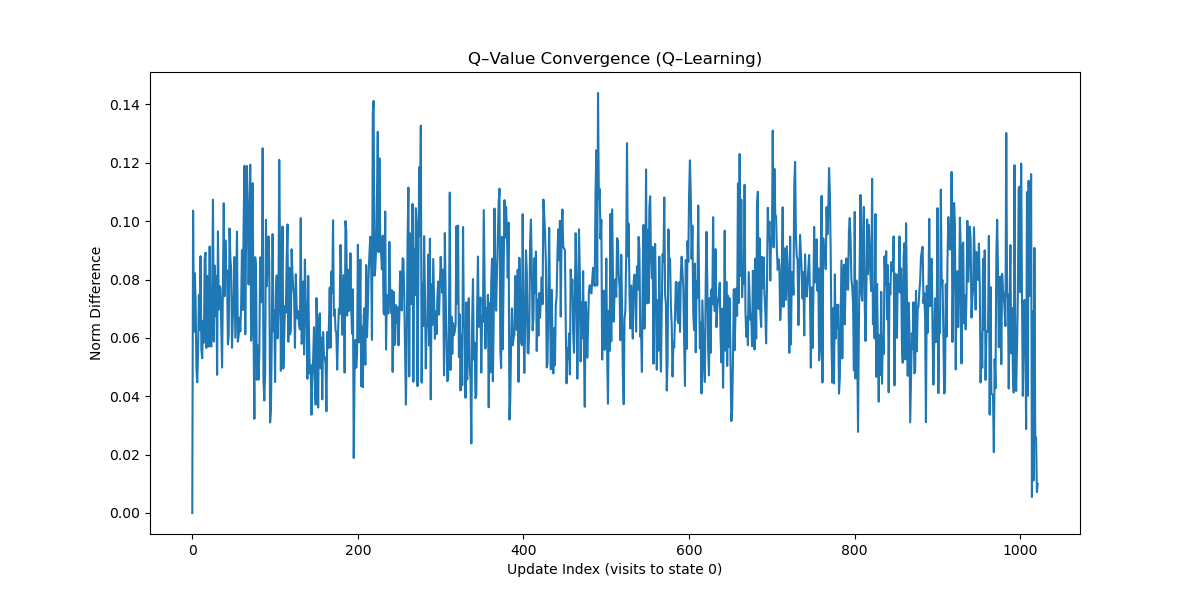 Q–Value Convergence (Q–Learning)
Norm Difference
0.14
0.12
0.10
0.08
0.06
0.04
0.02
0.00
0 200 400 600 800 1000
Update Index (visits to state 0)